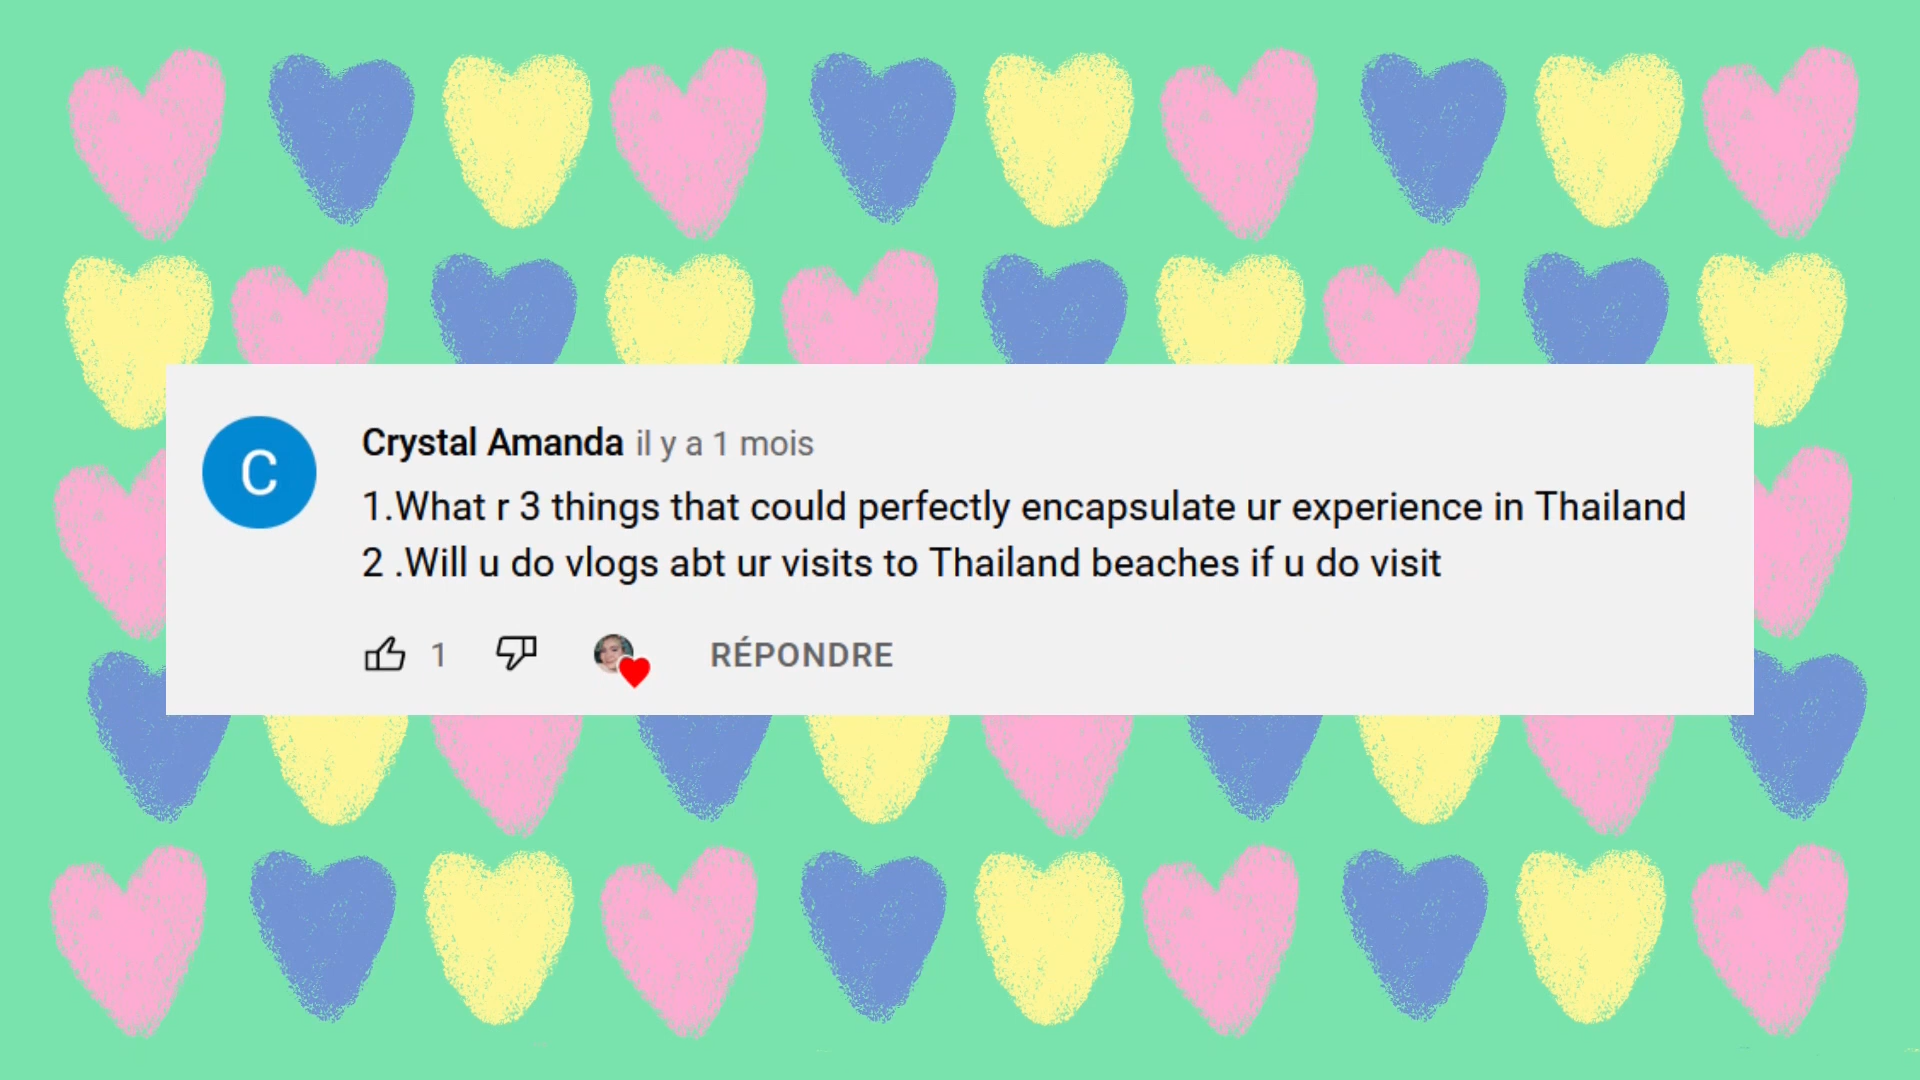 C
Crystal Amanda il y a 1 mois
1.What r 3 things that could perfectly encapsulate ur experience in Thailand
2 .Will u do vlogs abt ur visits to Thailand beaches if u do visit
1
RÉPONDRE